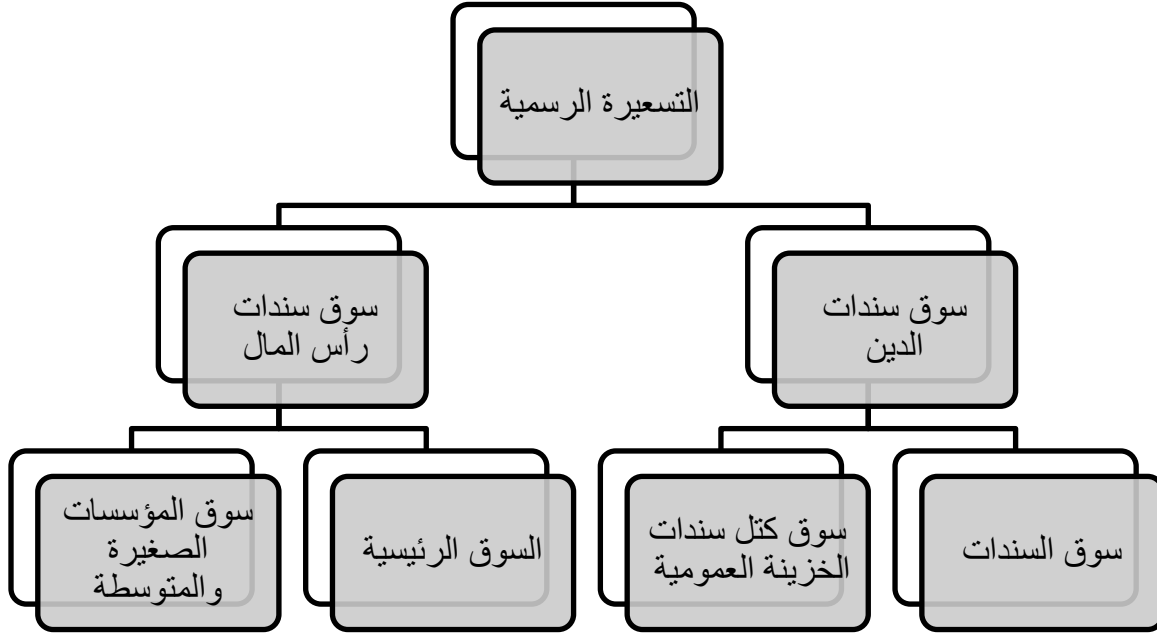 التسعيرة الرسمية
سوق سندات
الدين
سوق سندات
رأس المال
سوق السندات
سوق كتل سندات
الخزينة العمومية
السوق الرئيسية
سوق المؤسسات
الصغيرة
والمتوسطة